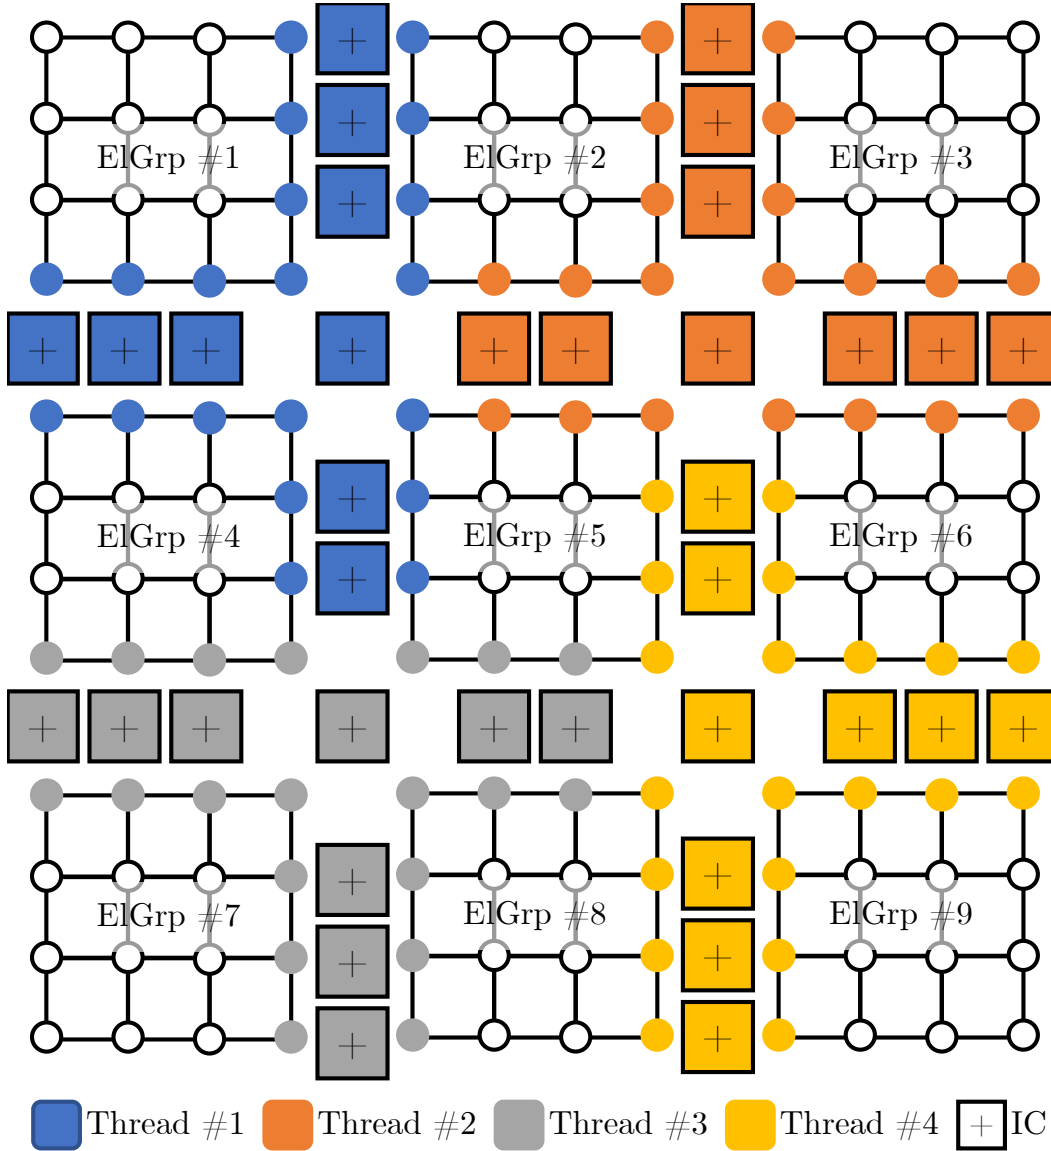 + +
+ +
ElGrp #1 ElGrp #2 ElGrp #3
+ +
+ + + + + + + + + +
+ +
ElGrp #4 ElGrp #5 ElGrp #6
+ +
+ + + + + + + + + +
+ +
ElGrp #7 ElGrp #8 ElGrp #9
+ +
+ +
Thread #1 Thread #2 Thread #3 Thread #4 + IC